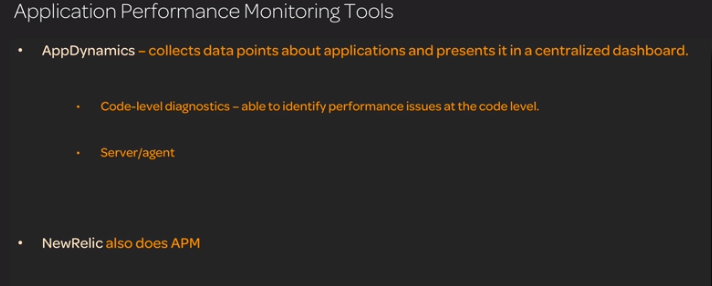 Application Performance Monitoring Tools
• AppDynamics – collects data points about applications and presents it in a centralized dashboard.
• Code-level diagnostics – able to identify performance issues at the code level.
• Server/agent
• NewRelic also does APM